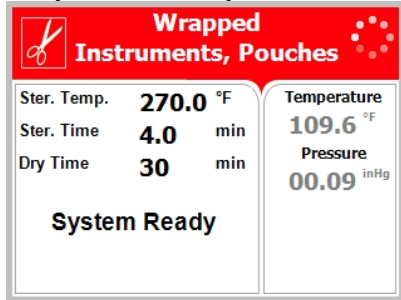 Wrapped
Instruments, Pouches
Ster. Temp. 270.0 °F
Ster. Time 4.0 min
Dry Time 30 min
System Ready
Temperature
109.6 °F
Pressure
00.09 inHg